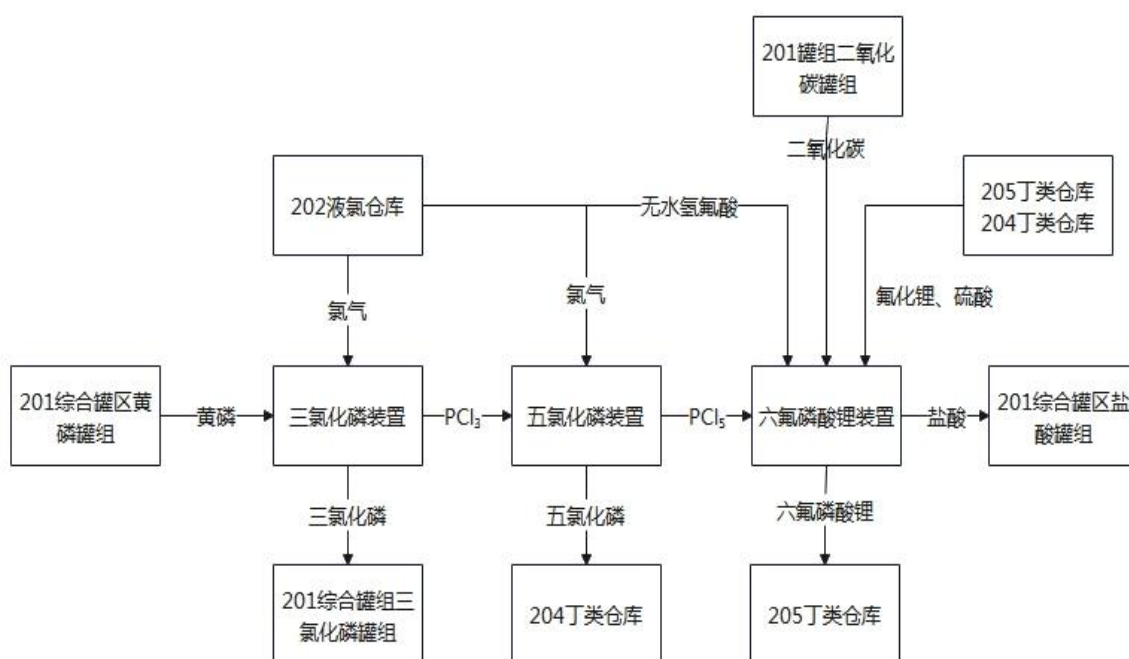 201罐组二氧化
碳罐组
二氧化碳
202液氯仓库
无水氢氟酸
205丁类仓库
204丁类仓库
氯气
氯气
氟化锂、硫酸
201综合罐区黄
磷罐组
黄磷
三氯化磷装置
PCl₃
五氯化磷装置
PCl₅
六氟磷酸锂装置
盐酸
201综合罐区盐
酸罐组
三氯化磷
五氯化磷
六氟磷酸锂
201综合罐组三
氯化磷罐组
204丁类仓库
205丁类仓库